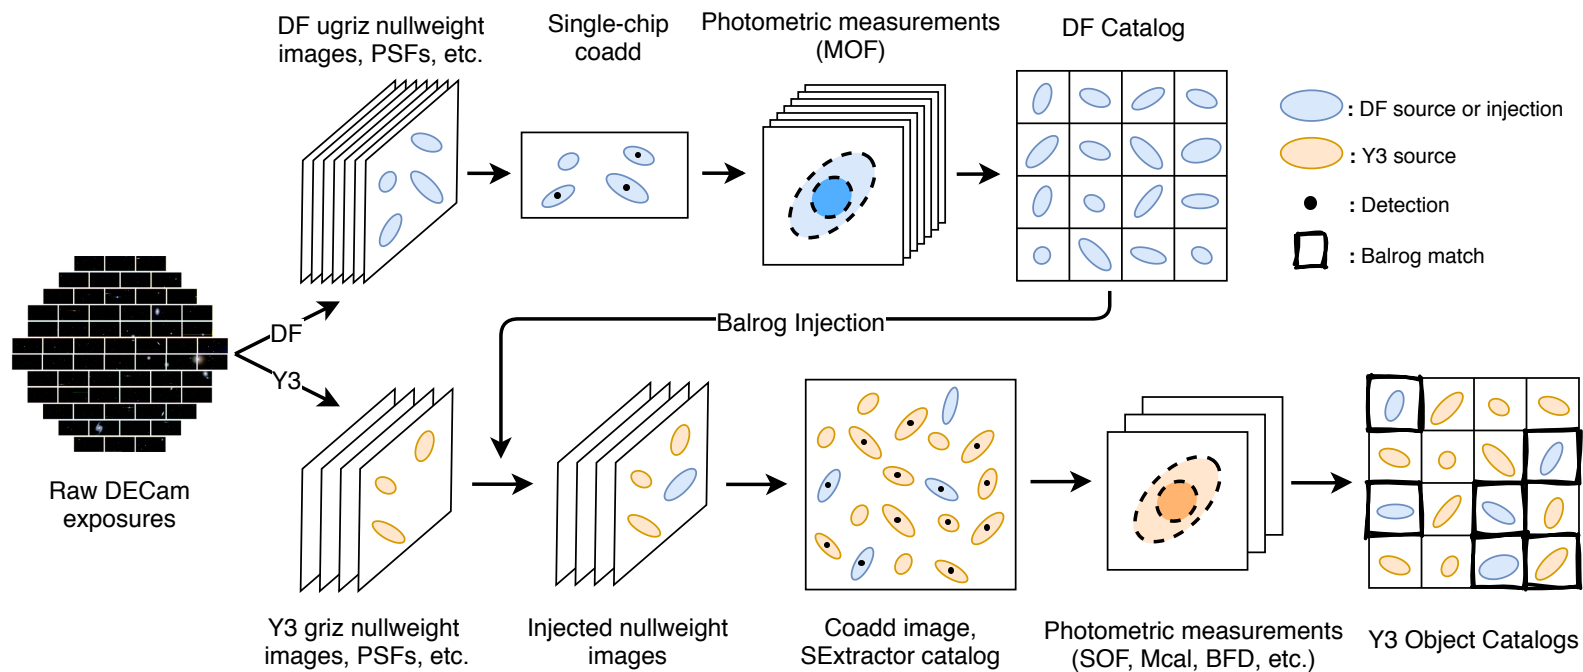 DF ugriz nullweight
images, PSFs, etc.
Single-chip
coadd
Photometric measurements
(MOF)
DF Catalog
: DF source or injection
: Y3 source
: Detection
: Balrog match
DF
Y3
Balrog Injection
Raw DECam
exposures
Y3 griz nullweight
images, PSFs, etc.
Injected nullweight
images
Coadd image,
SExtractor catalog
Photometric measurements
(SOF, Mcal, BFD, etc.)
Y3 Object Catalogs